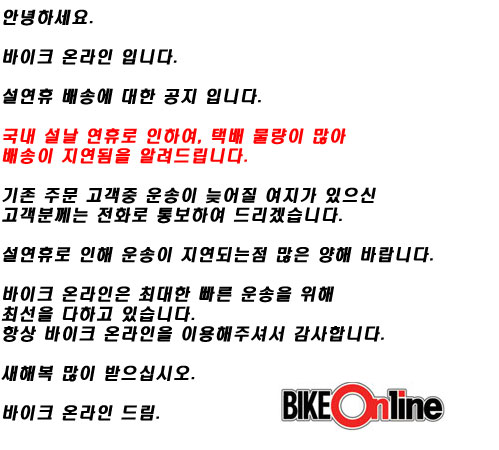 안녕하세요.
바이크 온라인 입니다.
설연휴 배송에 대한 공지 입니다.
국내 설날 연휴로 인하여, 택배 물량이 많아
배송이 지연됨을 알려드립니다.
기존 주문 고객중 운송이 늦어질 여지가 있으신
고객분께는 전화로 통보하여 드리겠습니다.
설연휴로 인해 운송이 지연되는점 많은 양해 바랍니다.
바이크 온라인은 최대한 빠른 운송을 위해
최선을 다하고 있습니다.
항상 바이크 온라인을 이용해주셔서 감사합니다.
새해복 많이 받으십시오.
바이크 온라인 드림.
BIKEOnline